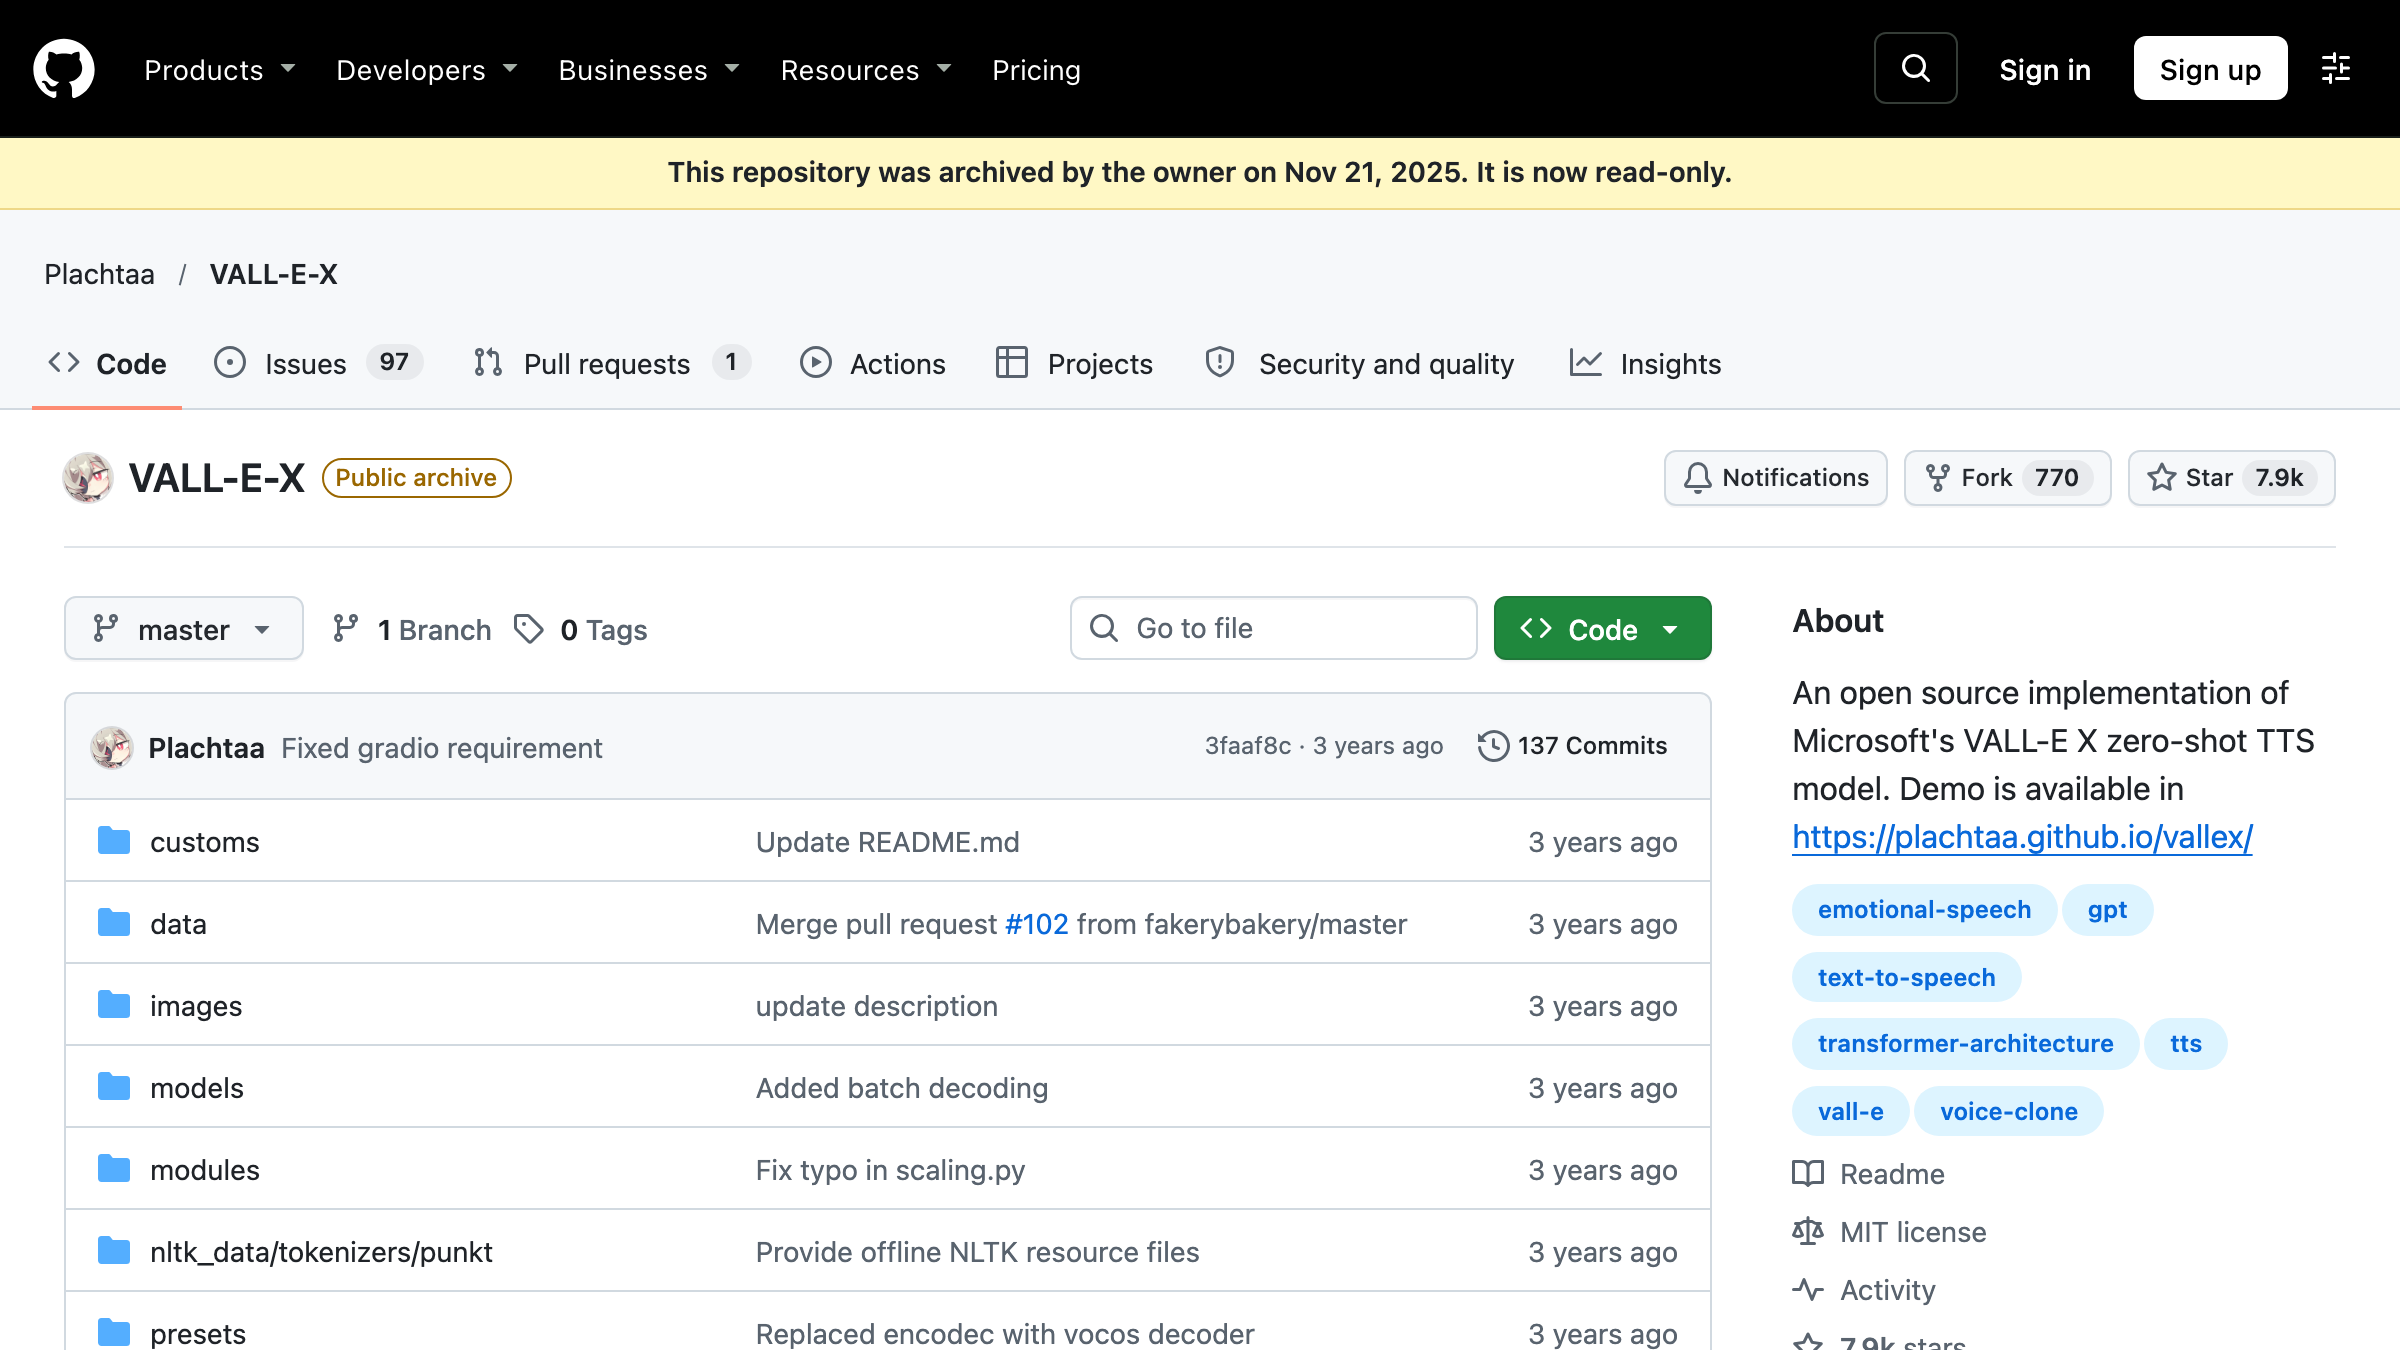 Products Developers Businesses Resources Pricing Sign in Sign up
This repository was archived by the owner on Nov 21, 2025. It is now read-only.
Plachtaa / VALL-E-X
Code Issues 97 Pull requests 1 Actions Projects Security and quality Insights
VALL-E-X Public archive Notifications Fork 770 Star 7.9k
master 1 Branch 0 Tags Go to file Code
Plachtaa Fixed gradio requirement 3faaf8c · 3 years ago 137 Commits
customs Update README.md 3 years ago
data Merge pull request #102 from fakerybakery/master 3 years ago
images update description 3 years ago
models Added batch decoding 3 years ago
modules Fix typo in scaling.py 3 years ago
nltk_data/tokenizers/punkt Provide offline NLTK resource files 3 years ago
presets Replaced encodec with vocos decoder 3 years ago
About
An open source implementation of
Microsoft's VALL-E X zero-shot TTS
model. Demo is available in
https://plachtaa.github.io/vallex/
emotional-speech gpt
text-to-speech
transformer-architecture tts
vall-e voice-clone
Readme
MIT license
Activity
7.9k stars